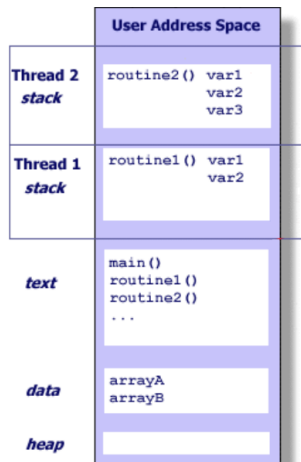 User Address Space
Thread 2
stack
routine2() var1
var2
var3
Thread 1
stack
routine1() var1
var2
text
main()
routine1()
routine2()
...
data
arrayA
arrayB
heap